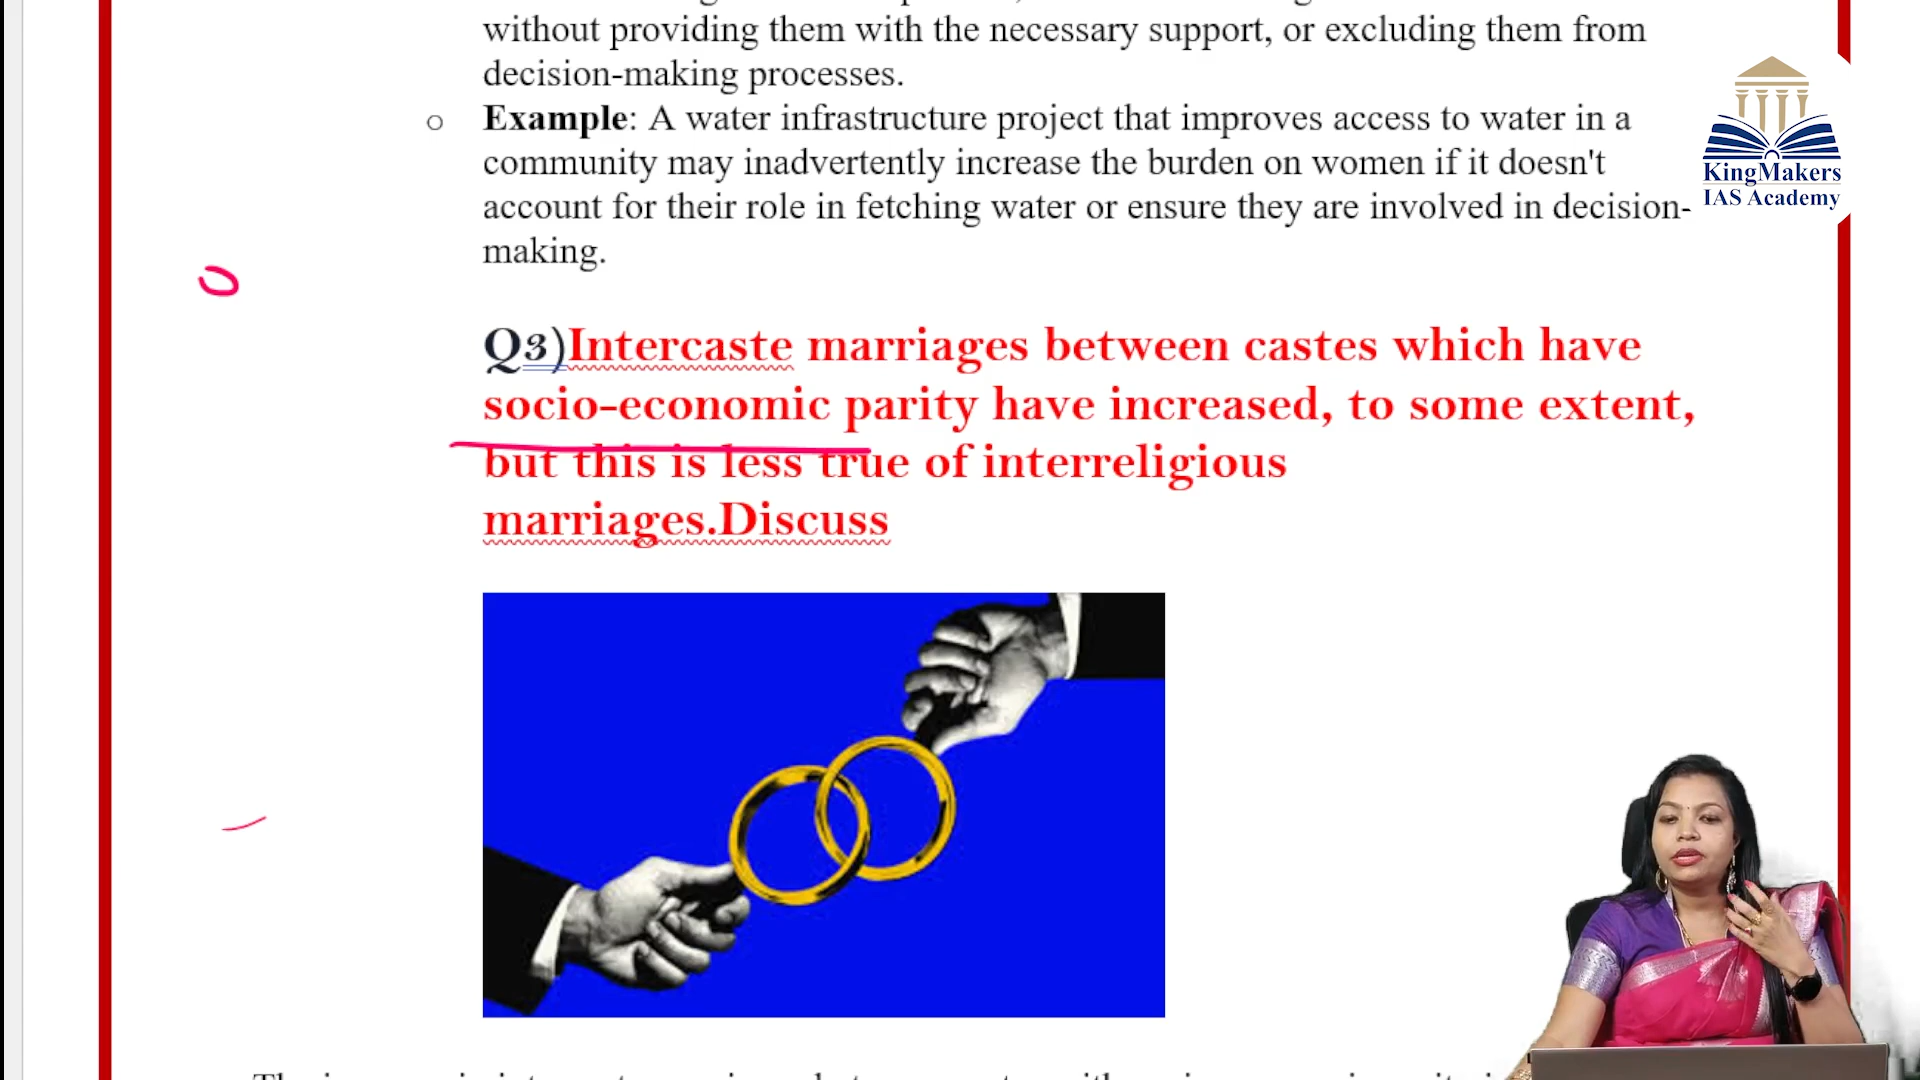 without providing them with the necessary support, or excluding them from
decision-making processes.
o Example: A water infrastructure project that improves access to water in a
community may inadvertently increase the burden on women if it doesn't
account for their role in fetching water or ensure they are involved in decision-
making.
KingMakers
IAS Academy
Q3)Intercaste marriages between castes which have
socio-economic parity have increased, to some extent,
but this is less true of interreligious
marriages.Discuss